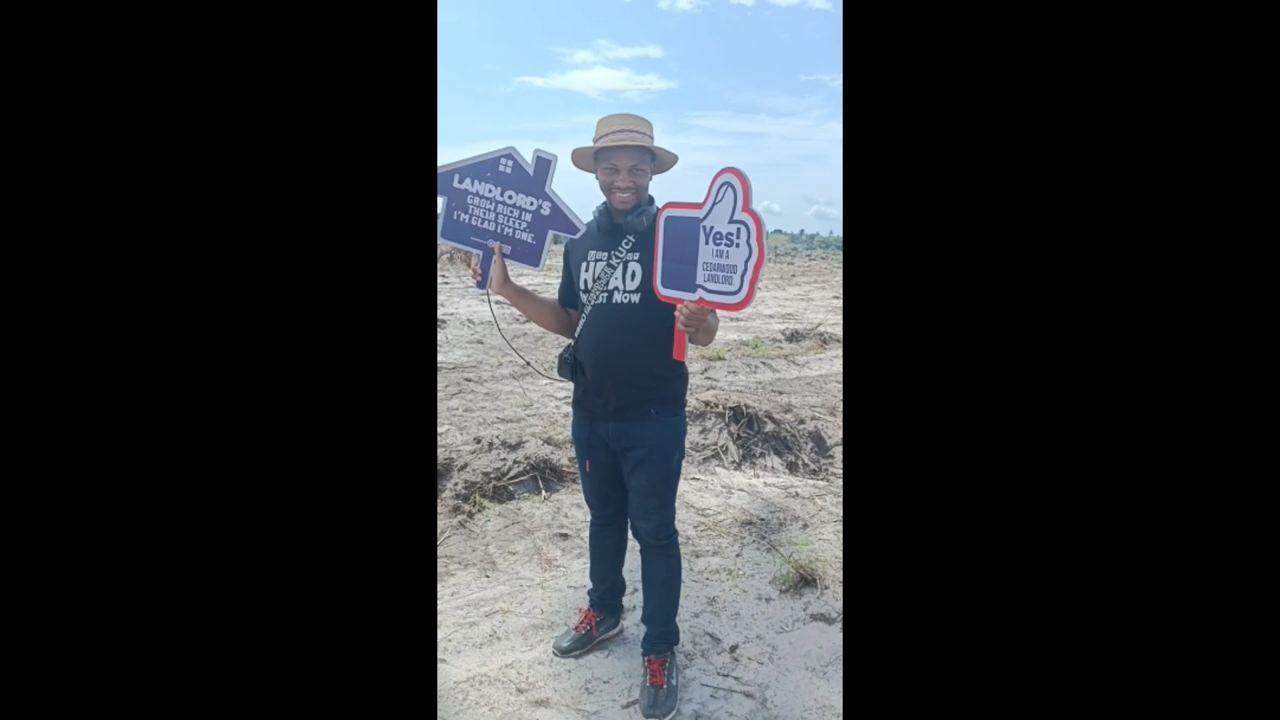 LANDLORD'S
GROW RICH IN
THEIR SLEEP.
I'M GLAD I'M ONE.
Yes!
I AM A
CEDARWOOD
LANDLORD.
HEAD
Now